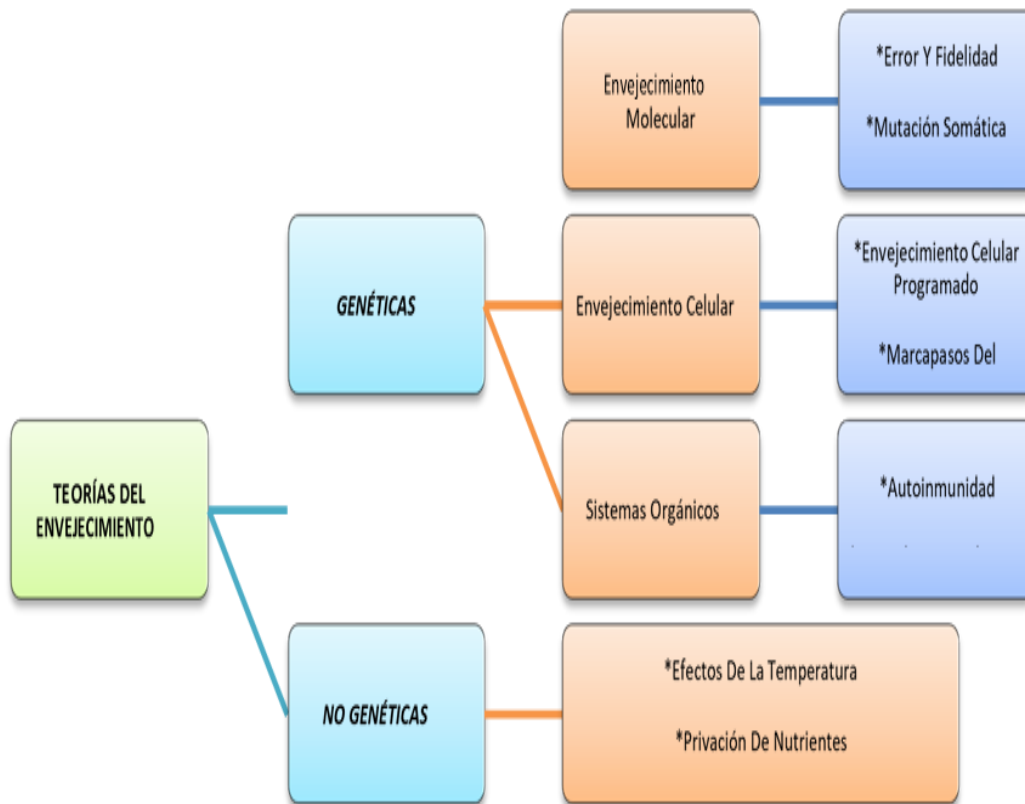 TEORÍAS DEL
ENVEJECIMIENTO
GENÉTICAS
Envejecimiento
Molecular
*Error Y Fidelidad
*Mutación Somática
Envejecimiento Celular
*Envejecimiento Celular
Programado
*Marcapasos Del
Sistemas Orgánicos
*Autoinmunidad
NO GENÉTICAS
*Efectos De La Temperatura
*Privación De Nutrientes